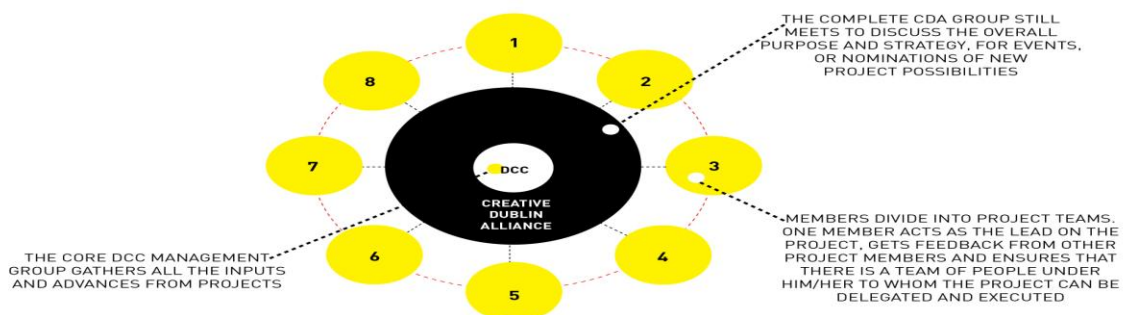 1
THE COMPLETE CDA GROUP STILL
MEETS TO DISCUSS THE OVERALL
PURPOSE AND STRATEGY, FOR EVENTS,
OR NOMINATIONS OF NEW
PROJECT POSSIBILITIES
8
2
7
DCC
3
CREATIVE
DUBLIN
ALLIANCE
MEMBERS DIVIDE INTO PROJECT TEAMS.
ONE MEMBER ACTS AS THE LEAD ON THE
PROJECT, GETS FEEDBACK FROM OTHER
PROJECT MEMBERS AND ENSURES THAT
THERE IS A TEAM OF PEOPLE UNDER
HIM/HER TO WHOM THE PROJECT CAN BE
DELEGATED AND EXECUTED
THE CORE DCC MANAGEMENT
GROUP GATHERS ALL THE INPUTS
AND ADVANCES FROM PROJECTS
6
4
5